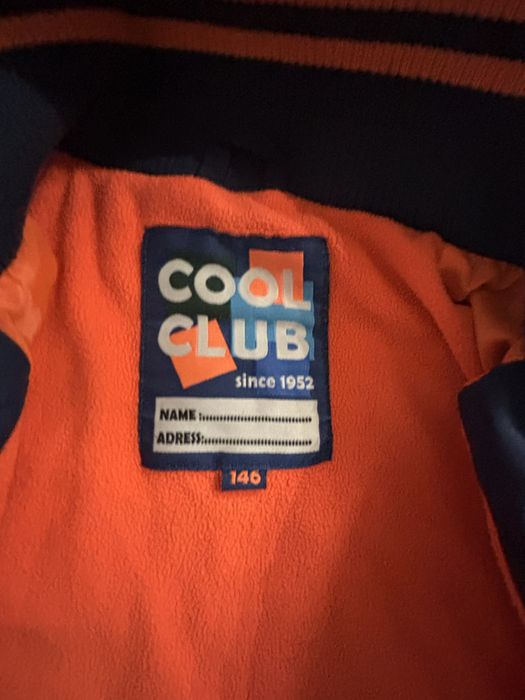 COOL
CLUB
since 1952
NAME :..............................
ADRESS:..............................
146